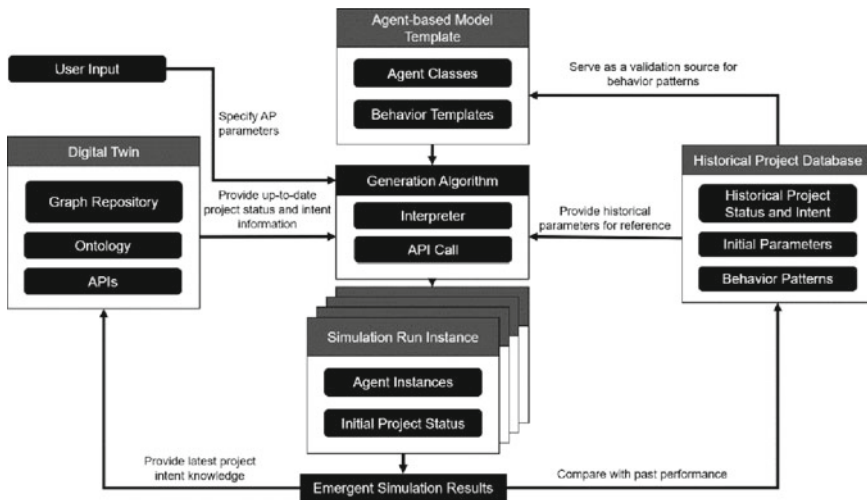 Agent-based Model
Template
Agent Classes
Behavior Templates
User Input
Specify AP
parameters
Serve as a validation source for
behavior patterns
Digital Twin
Graph Repository
Ontology
APIs
Provide up-to-date
project status and intent
information
Generation Algorithm
Interpreter
API Call
Provide historical
parameters for reference
Historical Project Database
Historical Project
Status and Intent
Initial Parameters
Behavior Patterns
Simulation Run Instance
Agent Instances
Initial Project Status
Provide latest project
intent knowledge
Emergent Simulation Results
Compare with past performance